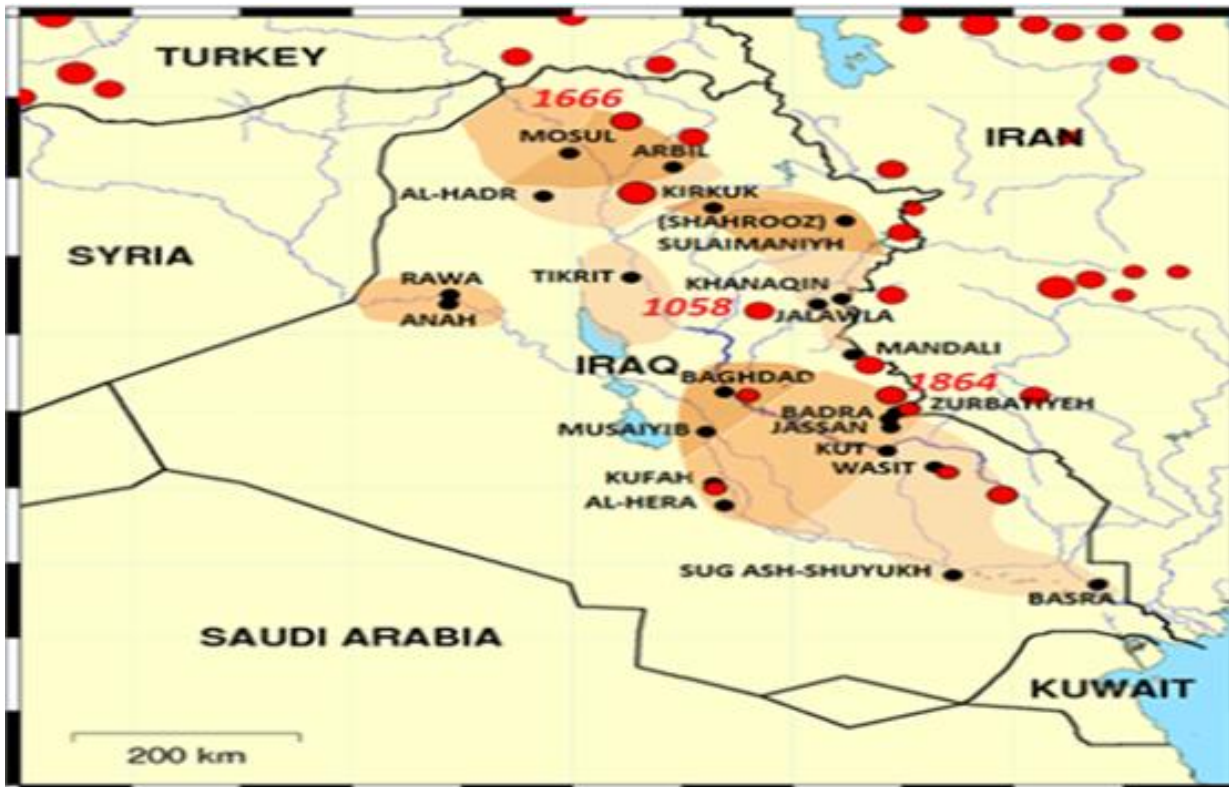 TURKEY
1666
MOSUL
ARBIL
IRAN
AL-HADR
KIRKUK
(SHAHROOZ)
SULAIMANIYH
SYRIA
RAWA
TIKRIT
KHANAQIN
1058
JALAWLA
ANAH
MANDALI
IRAQ
BAGHDAD
1864
ZURBATIYEH
BADRA
MUSAIYIB
JASSAN
KUT
WASIT
KUFAH
AL-HERA
SUG ASH-SHUYUKH
BASRA
SAUDI ARABIA
KUWAIT
200 km